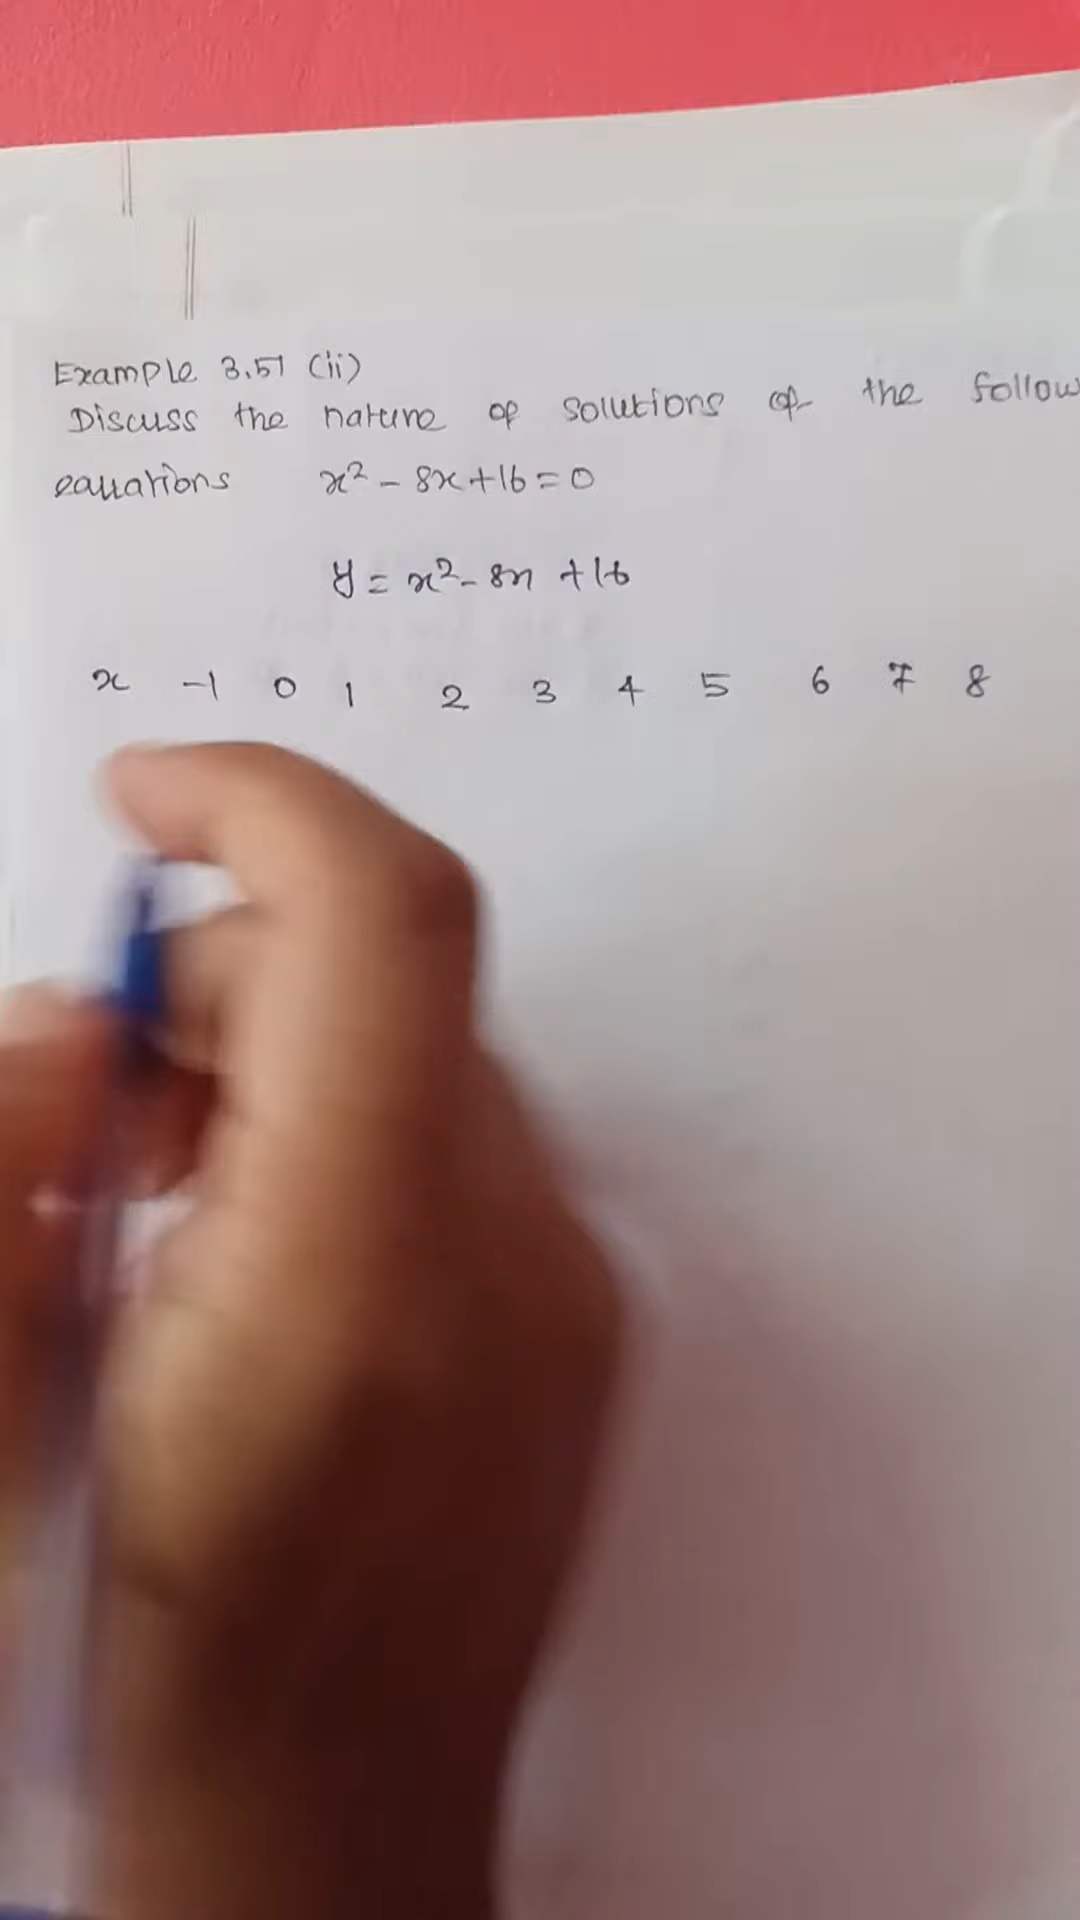 Example 3.51 (ii)
Discuss the nature of solutions of the follow
equations x² - 8x + 16 = 0
y = x² - 8x + 16
x -1 0 1 2 3 4 5 6 7 8